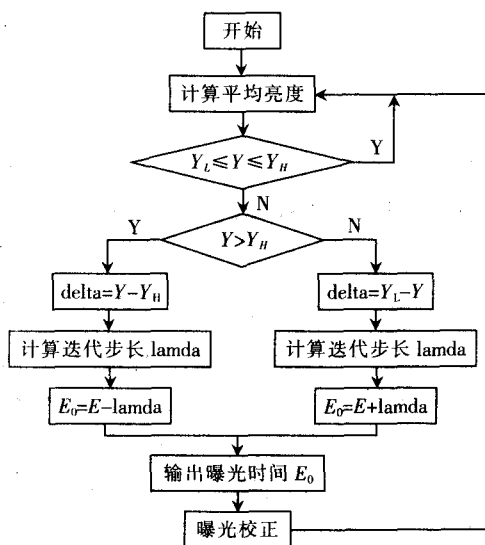 开始
计算平均亮度
Y_L≤Y≤Y_H
Y
N
Y>Y_H
Y
N
delta=Y-Y_H
delta=Y_L-Y
计算迭代步长 lamda
计算迭代步长 lamda
E_0=E-lamda
E_0=E+lamda
输出曝光时间 E_0
曝光校正